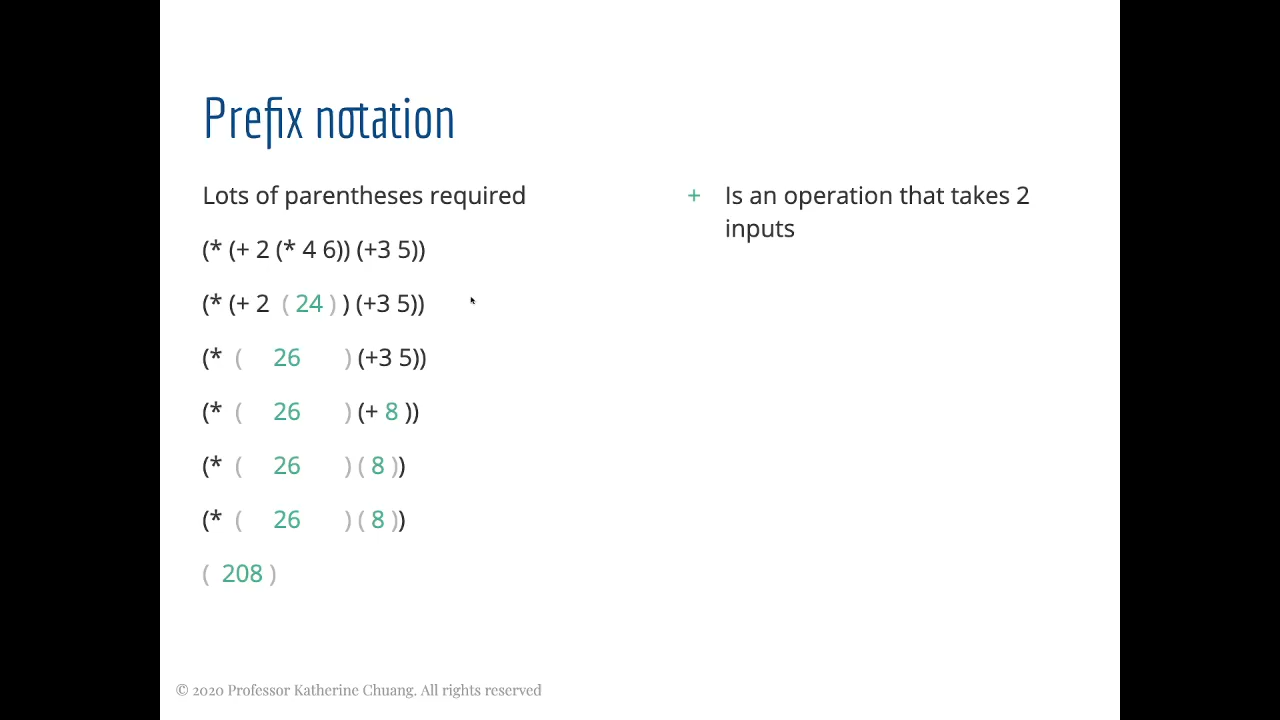 Prefix notation
Lots of parentheses required
(* (+ 2 (* 4 6)) (+3 5))
(* (+ 2 ( 24 ) ) (+3 5))
(* ( 26 ) (+3 5))
(* ( 26 ) (+ 8 ))
(* ( 26 ) ( 8 ))
(* ( 26 ) ( 8 ))
( 208 )
+ Is an operation that takes 2
inputs
© 2020 Professor Katherine Chuang. All rights reserved